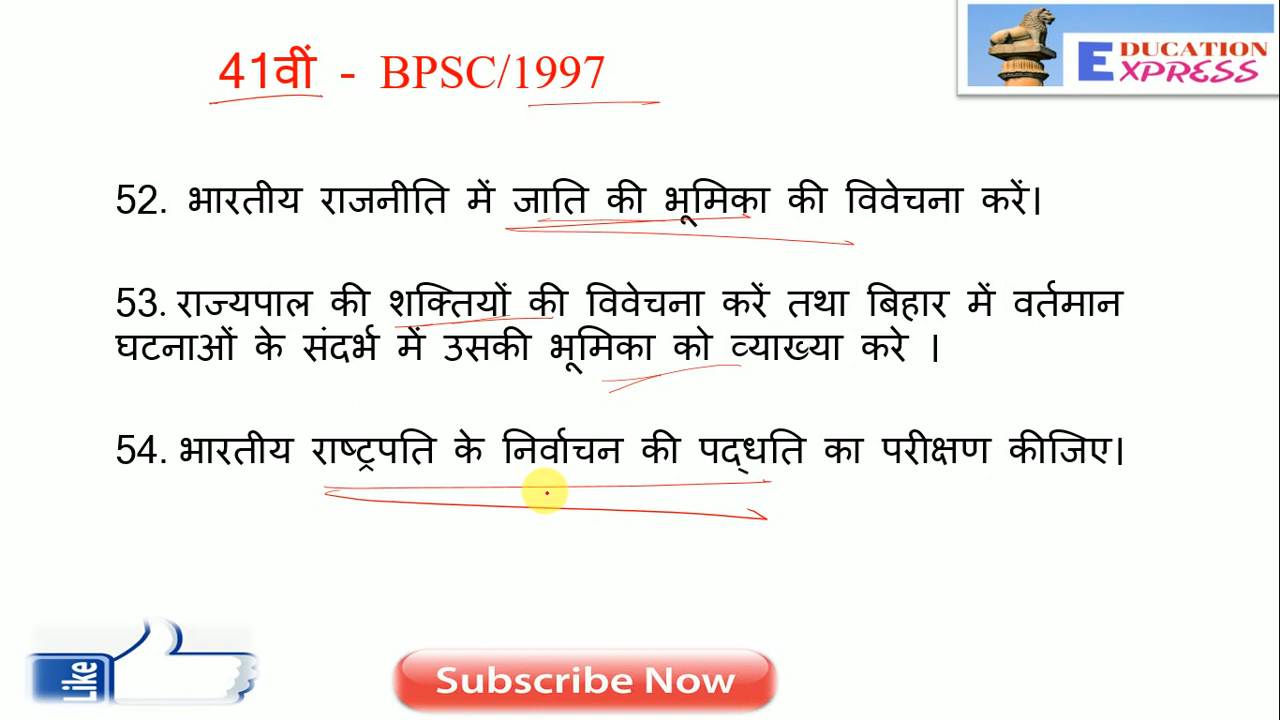 41वीं - BPSC/1997
EDUCATION
EXPRESS
52. भारतीय राजनीति में जाति की भूमिका की विवेचना करें।
53. राज्यपाल की शक्तियों की विवेचना करें तथा बिहार में वर्तमान
घटनाओं के संदर्भ में उसकी भूमिका को व्याख्या करे ।
54. भारतीय राष्ट्रपति के निर्वाचन की पद्धति का परीक्षण कीजिए।
Like
Subscribe Now